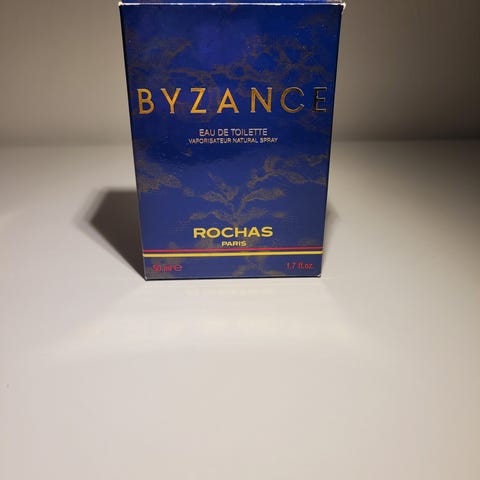 BYZANCE
EAU DE TOILETTE
VAPORISATEUR NATURAL SPRAY
ROCHAS
PARIS
50 ml ℮ 1.7 fl.oz.